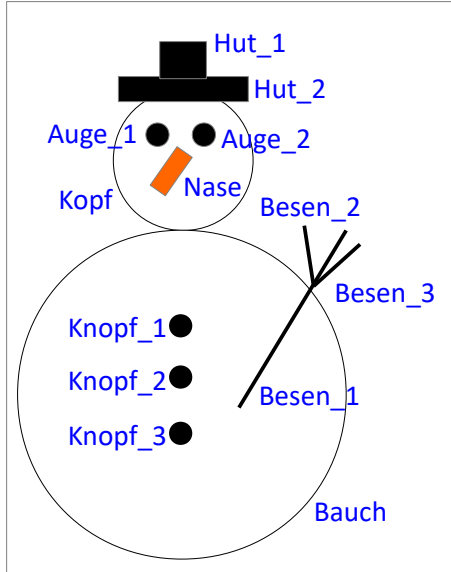 Hut_1
Hut_2
Auge_1
Auge_2
Nase
Kopf
Besen_2
Besen_3
Knopf_1
Knopf_2
Besen_1
Knopf_3
Bauch